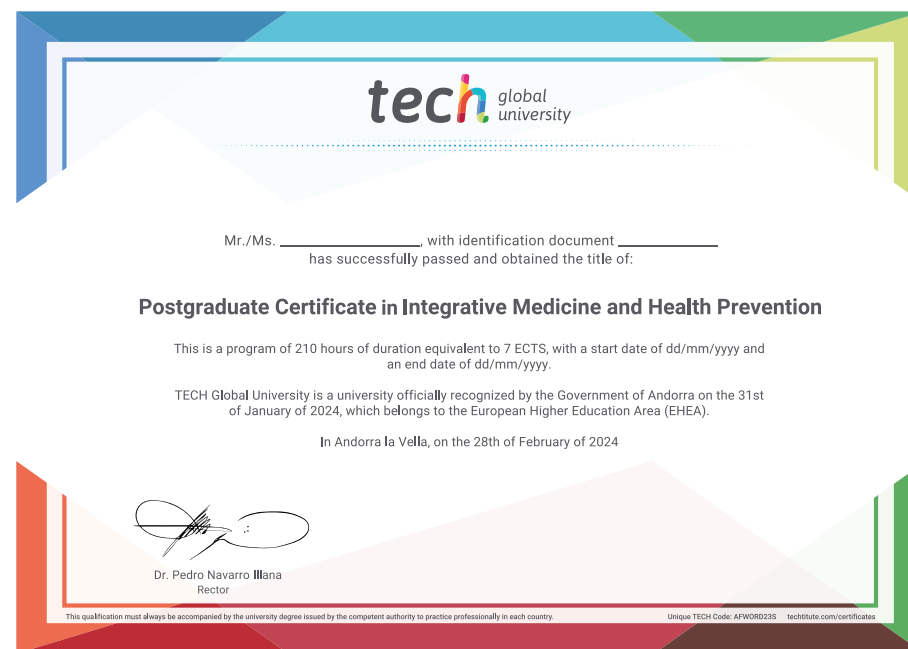 tech global university
Mr./Ms. ____________________, with identification document ______________
has successfully passed and obtained the title of:
Postgraduate Certificate in Integrative Medicine and Health Prevention
This is a program of 210 hours of duration equivalent to 7 ECTS, with a start date of dd/mm/yyyy and
an end date of dd/mm/yyyy.
TECH Global University is a university officially recognized by the Government of Andorra on the 31st
of January of 2024, which belongs to the European Higher Education Area (EHEA).
In Andorra la Vella, on the 28th of February of 2024
Dr. Pedro Navarro Illana
Rector
This qualification must always be accompanied by the university degree issued by the competent authority to practice professionally in each country.
Unique TECH Code: AFWORD23S techtitute.com/certificates